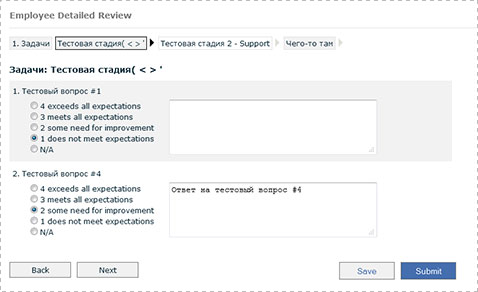 Employee Detailed Review
1. Задачи Тестовая стадия( < > ' Тестовая стадия 2 - Support Чего-то там
Задачи: Тестовая стадия( < > '
1. Тестовый вопрос #1
4 exceeds all expectations
3 meets all expectations
2 some need for improvement
1 does not meet expectations
N/A
2. Тестовый вопрос #4
4 exceeds all expectations
Ответ на тестовый вопрос #4
3 meets all expectations
2 some need for improvement
1 does not meet expectations
N/A
Back Next Save Submit